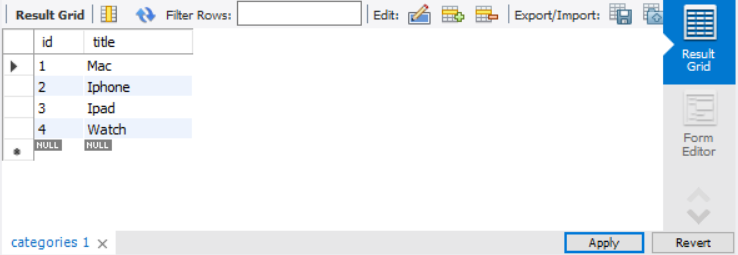 Result Grid Filter Rows: Edit: Export/Import:
id title
1 Mac
2 Iphone
3 Ipad
4 Watch
NULL NULL
Result
Grid
Form
Editor
categories 1 Apply Revert